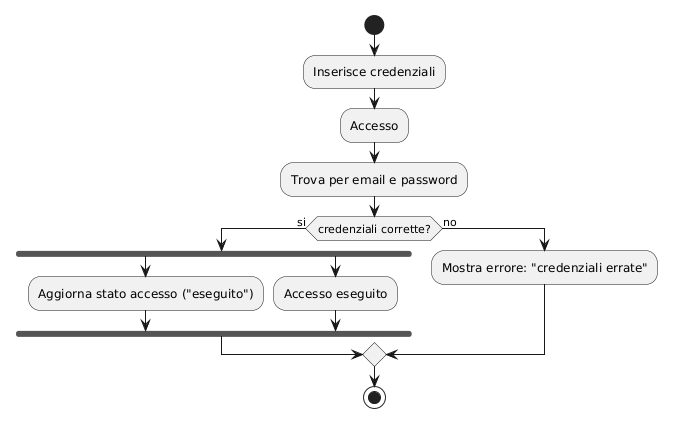 Inserisce credenziali
Accesso
Trova per email e password
si
credenziali corrette?
no
Aggiorna stato accesso ("eseguito")
Accesso eseguito
Mostra errore: "credenziali errate"